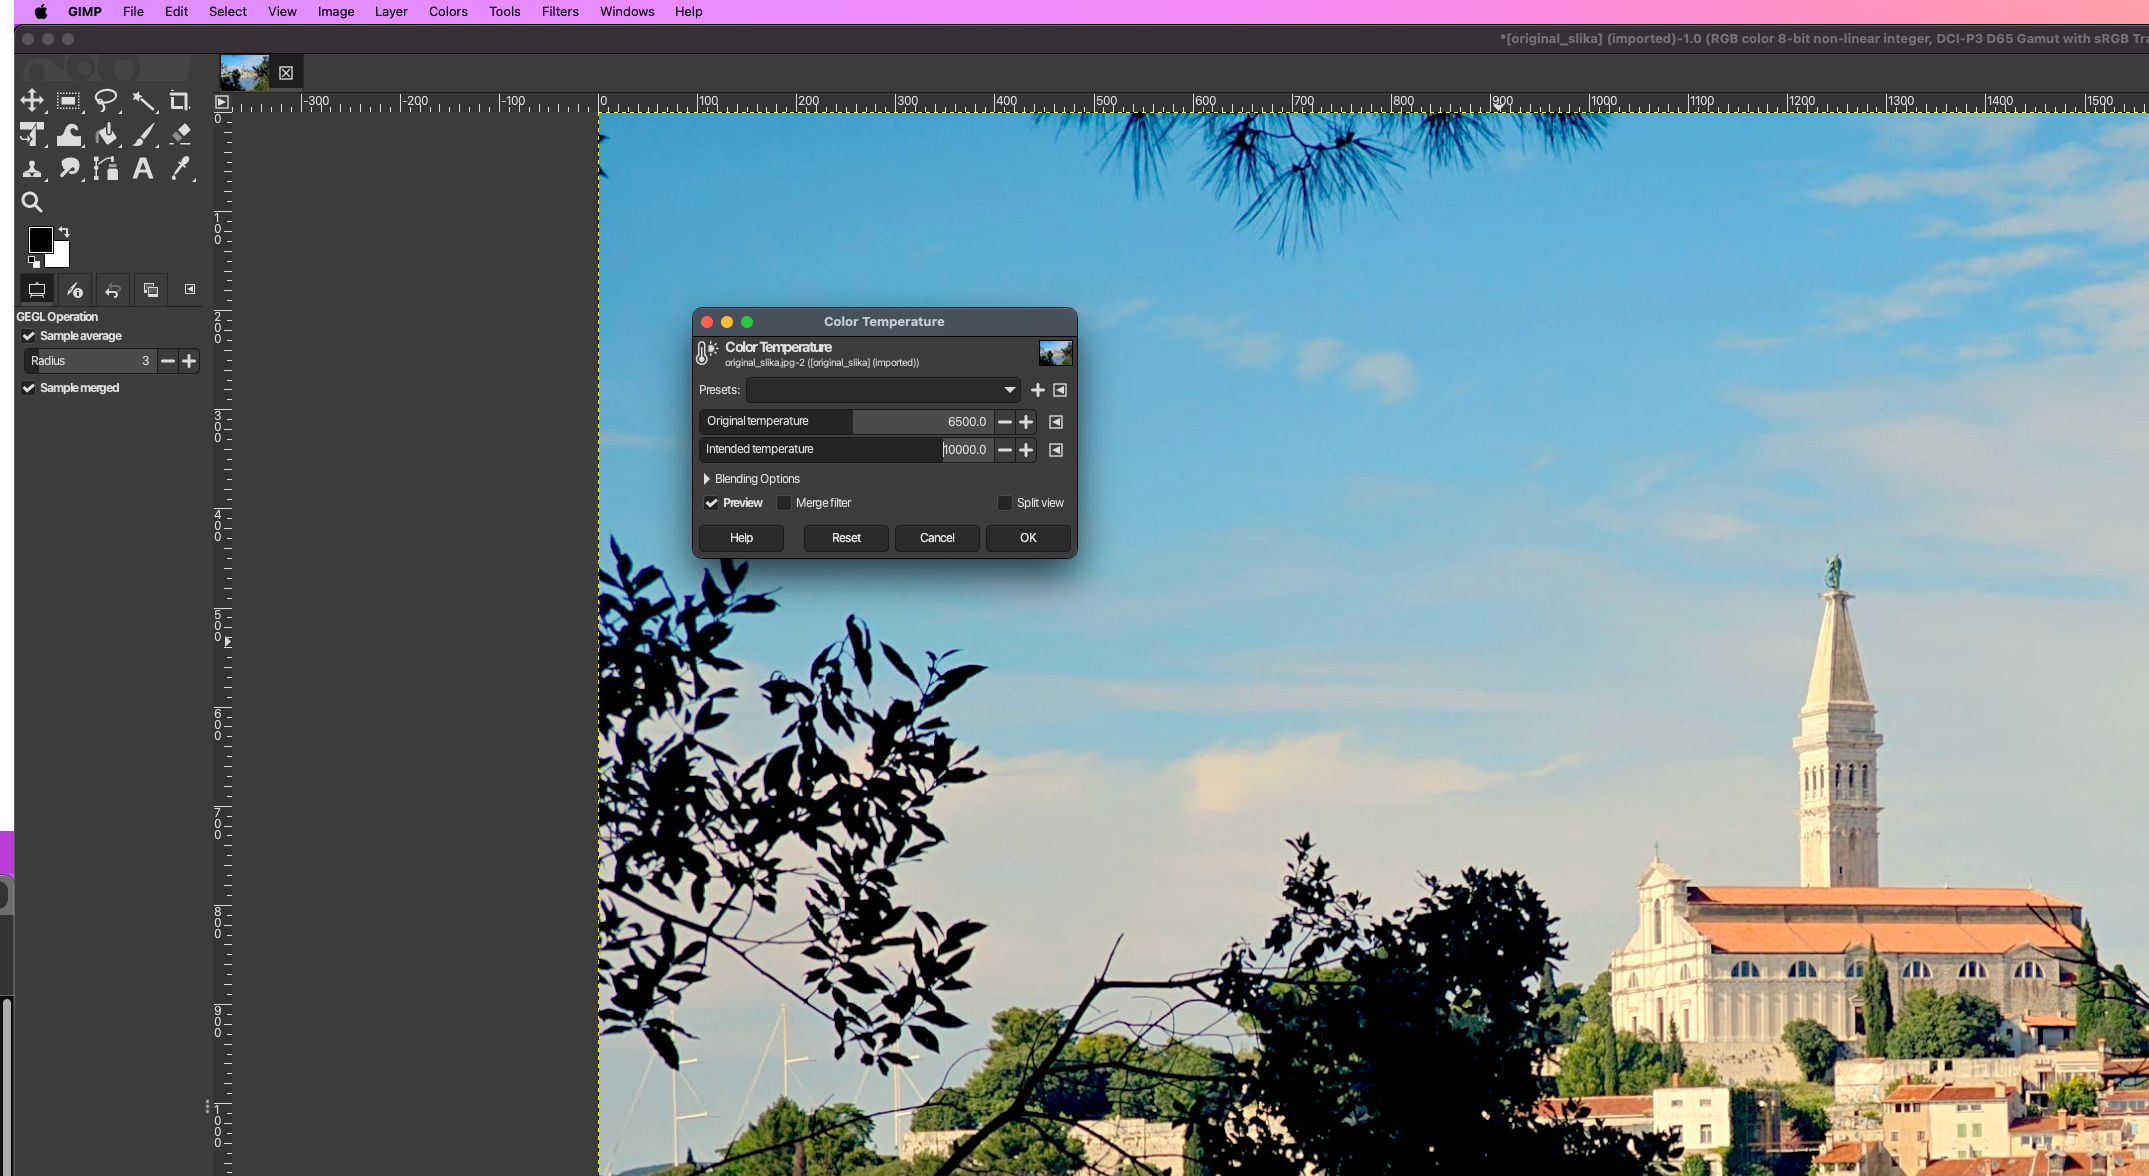 GIMP File Edit Select View Image Layer Colors Tools Filters Windows Help
*[original_slika] (imported)-1.0 (RGB color 8-bit non-linear integer, DCI-P3 D65 Gamut with sRGB Tra
-300 -200 -100 0 100 200 300 400 500 600 700 800 900 1000 1100 1200 1300 1400 1500
0
100
200
300
400
500
600
700
800
900
1000
GEGL Operation
Sample average
Radius 3
Sample merged
Color Temperature
Color Temperature
original_slika.jpg-2 ([original_slika] (imported))
Presets:
Original temperature 6500.0
Intended temperature 10000.0
Blending Options
Preview Merge filter Split view
Help Reset Cancel OK